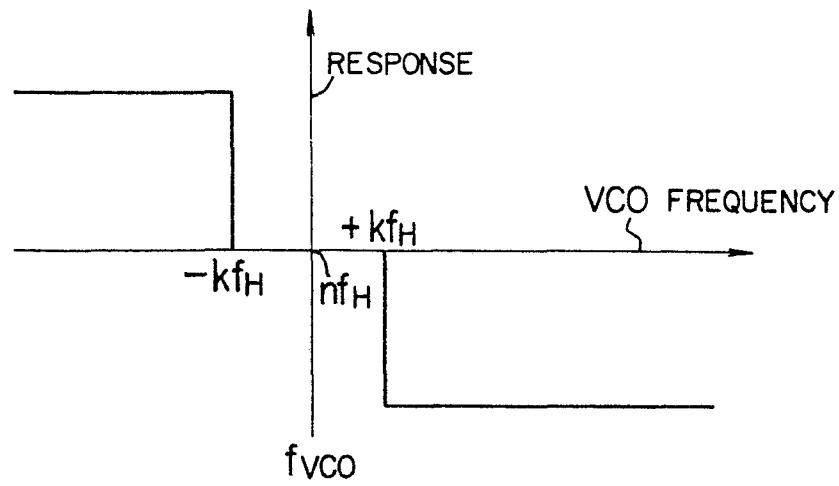 RESPONSE
VCO FREQUENCY
+kfH
-kfH
nfH
fVCO